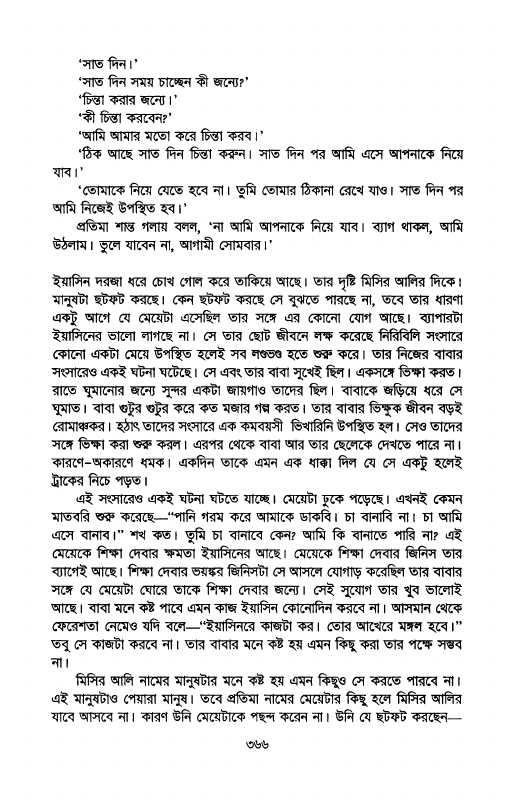 ‘সাত দিন।’
‘সাত দিন সময় চাচ্ছেন কী জন্যে?’
‘চিন্তা করার জন্যে।’
‘কী চিন্তা করবেন?’
‘আমি আমার মতো করে চিন্তা করব।’
‘ঠিক আছে সাত দিন চিন্তা করুন। সাত দিন পর আমি এসে আপনাকে নিয়ে
যাব।’
‘তোমাকে নিয়ে যেতে হবে না। তুমি তোমার ঠিকানা রেখে যাও। সাত দিন পর
আমি নিজেই উপস্থিত হব।’
প্রতিমা শান্ত গলায় বলল, ‘না আমি আপনাকে নিয়ে যাব। ব্যাগ থাকল, আমি
উঠলাম। ভুলে যাবেন না, আগামী সোমবার।’
ইয়াসিন দরজা ধরে চোখ গোল করে তাকিয়ে আছে। তার দৃষ্টি মিসির আলির দিকে।
মানুষটা ছটফট করছে। কেন ছটফট করছে সে বুঝতে পারছে না, তবে তার ধারণা
একটু আগে যে মেয়েটা এসেছিল তার সঙ্গে এর কোনো যোগ আছে। ব্যাপারটা
ইয়াসিনের ভালো লাগছে না। সে তার ছোট জীবনে লক্ষ করেছে নিরিবিলি সংসারে
কোনো একটা মেয়ে উপস্থিত হলেই সব লণ্ডভণ্ড হতে শুরু করে। তার নিজের বাবার
সংসারেও একই ঘটনা ঘটেছে। সে এবং তার বাবা সুখেই ছিল। একসঙ্গে ভিক্ষা করত।
রাতে ঘুমানোর জন্যে সুন্দর একটা জায়গাও তাদের ছিল। বাবাকে জড়িয়ে ধরে সে
ঘুমাত। বাবা গুটুর গুটুর করে কত মজার গল্প করত। তার বাবার ভিক্ষুক জীবন বড়ই
রোমাঞ্চকর। হঠাৎ তাদের সংসারে এক কমবয়সী ভিখারিনি উপস্থিত হল। সেও তাদের
সঙ্গে ভিক্ষা করা শুরু করল। এরপর থেকে বাবা আর তার ছেলেকে দেখতে পারে না।
কারণে–অকারণে ধমক। একদিন তাকে এমন এক ধাক্কা দিল যে সে একটু হলেই
ট্রাকের নিচে পড়ত।
এই সংসারেও একই ঘটনা ঘটতে যাচ্ছে। মেয়েটা ঢুকে পড়েছে। এখনই কেমন
মাতবরি শুরু করেছে—“পানি গরম করে আমাকে ডাকবি। চা বানাবি না। চা আমি
এসে বানাব।” শখ কত। তুমি চা বানাবে কেন? আমি কি বানাতে পারি না? এই
মেয়েকে শিক্ষা দেবার ক্ষমতা ইয়াসিনের আছে। মেয়েকে শিক্ষা দেবার জিনিস তার
ব্যাগেই আছে। শিক্ষা দেবার ভয়ঙ্কর জিনিসটা সে আসলে যোগাড় করেছিল তার বাবার
সঙ্গে যে মেয়েটা ঘোরে তাকে শিক্ষা দেবার জন্যে। সেই সুযোগ তার খুব ভালোই
আছে। বাবা মনে কষ্ট পাবে এমন কাজ ইয়াসিন কোনোদিন করবে না। আসমান থেকে
ফেরেশতা নেমেও যদি বলে—“ইয়াসিনরে কাজটা কর। তোর আখেরে মঙ্গল হবে।”
তবু সে কাজটা করবে না। তার বাবার মনে কষ্ট হয় এমন কিছু করা তার পক্ষে সম্ভব
না।
মিসির আলি নামের মানুষটার মনে কষ্ট হয় এমন কিছুও সে করতে পারবে না।
এই মানুষটাও পেয়ারা মানুষ। তবে প্রতিমা নামের মেয়েটার কিছু হলে মিসির আলির
যাবে আসবে না। কারণ উনি মেয়েটাকে পছন্দ করেন না। উনি যে ছটফট করছেন—
৩৬৬